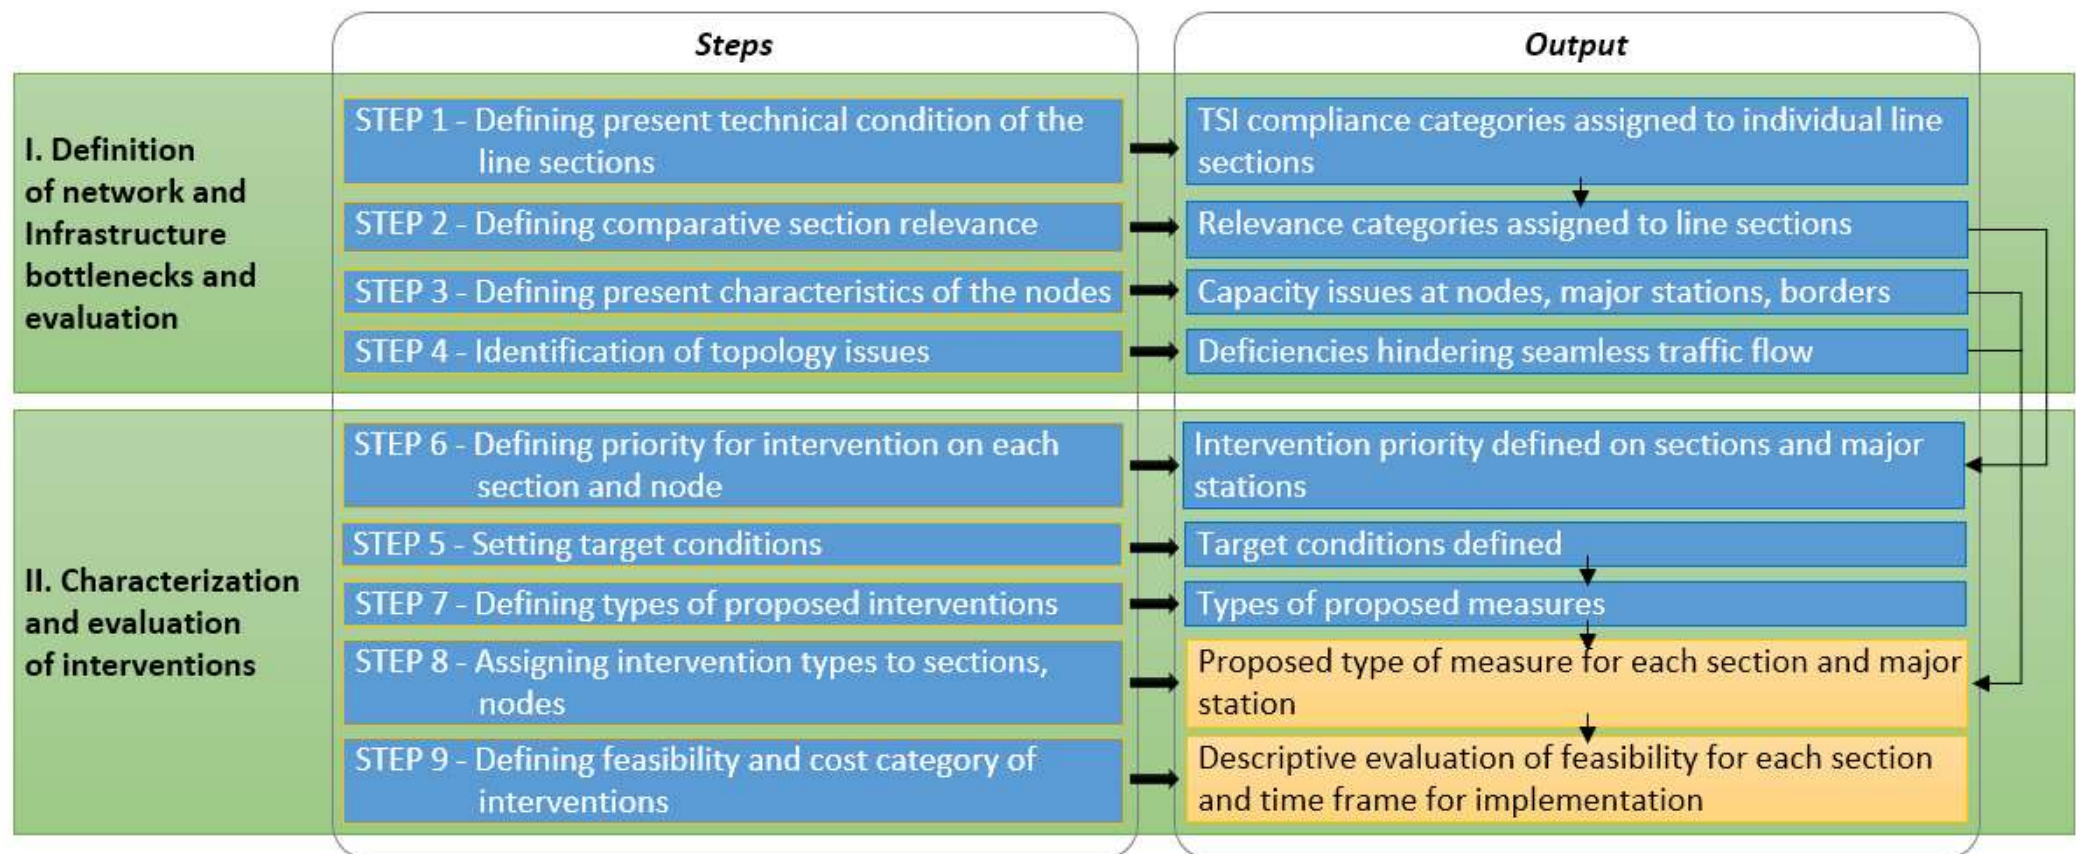 Steps
Output
I. Definition
of network and
Infrastructure
bottlenecks and
evaluation
STEP 1 - Defining present technical condition of the
line sections
TSI compliance categories assigned to individual line
sections
STEP 2 - Defining comparative section relevance
Relevance categories assigned to line sections
STEP 3 - Defining present characteristics of the nodes
Capacity issues at nodes, major stations, borders
STEP 4 - Identification of topology issues
Deficiencies hindering seamless traffic flow
II. Characterization
and evaluation
of interventions
STEP 6 - Defining priority for intervention on each
section and node
Intervention priority defined on sections and major
stations
STEP 5 - Setting target conditions
Target conditions defined
STEP 7 - Defining types of proposed interventions
Types of proposed measures
STEP 8 - Assigning intervention types to sections,
nodes
Proposed type of measure for each section and major
station
STEP 9 - Defining feasibility and cost category of
interventions
Descriptive evaluation of feasibility for each section
and time frame for implementation